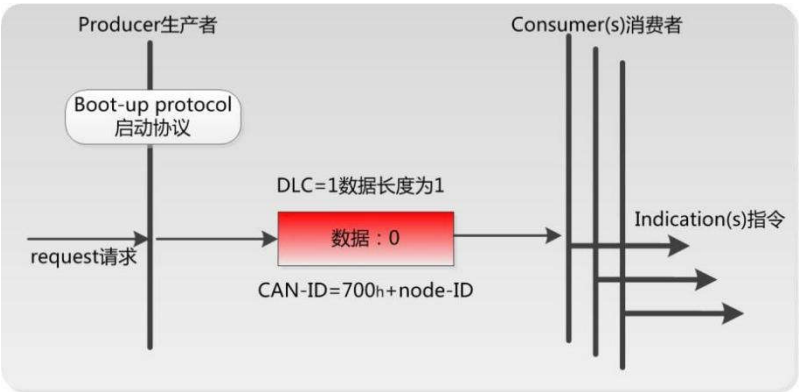 Producer生产者
Consumer(s)消费者
Boot-up protocol
启动协议
DLC=1数据长度为1
Indication(s)指令
数据：0
request请求
CAN-ID=700h+node-ID